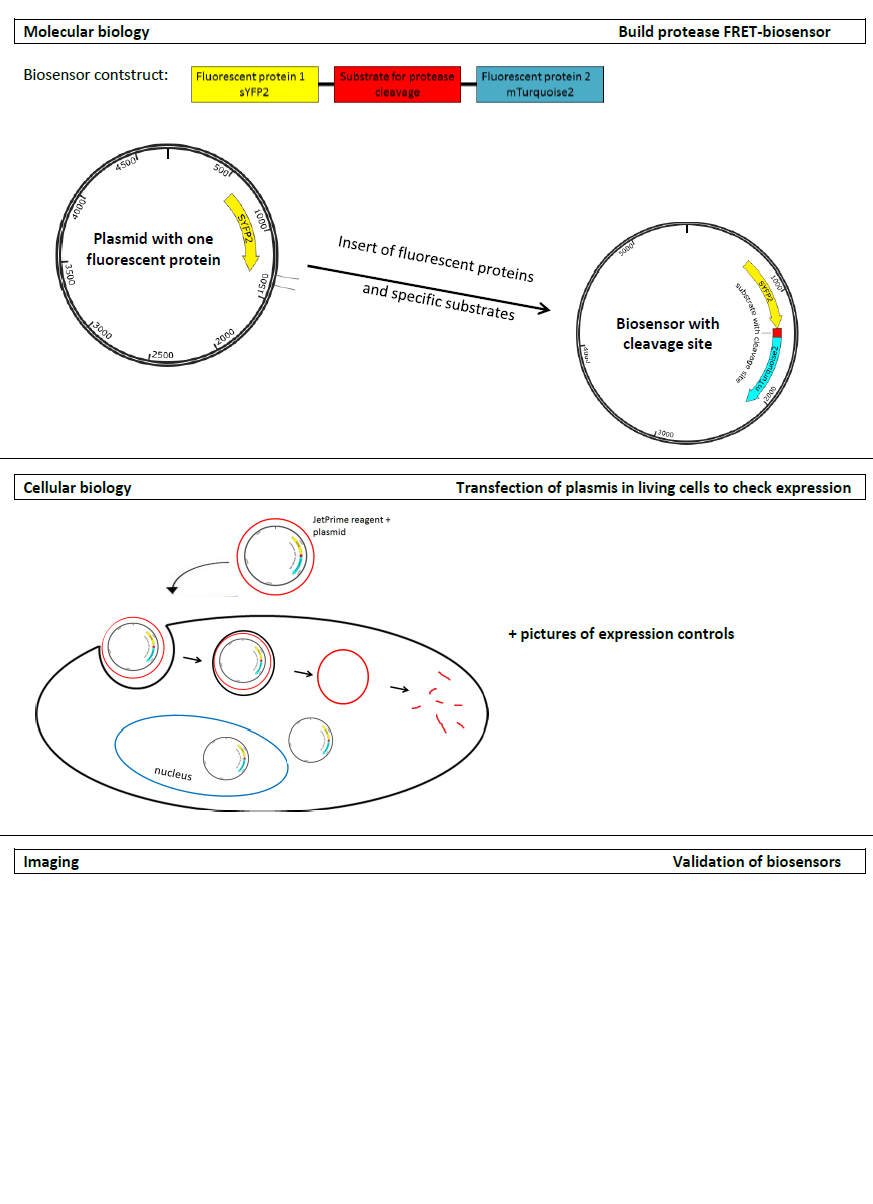 Molecular biology Build protease FRET-biosensor
Biosensor contstruct:
Fluorescent protein 1
sYFP2
Substrate for protease
cleavage
Fluorescent protein 2
mTurquoise2
4500
500
4000
1000
SYFP2
Plasmid with one
fluorescent protein
3500
1500
3000
2000
2500
Insert of fluorescent proteins
and specific substrates
5000
1000
SYFP2
substrate with cleavage site
Biosensor with
cleavage site
4000
mTurquoise2
2000
3000
Cellular biology Transfection of plasmis in living cells to check expression
JetPrime reagent +
plasmid
+ pictures of expression controls
nucleus
Imaging Validation of biosensors